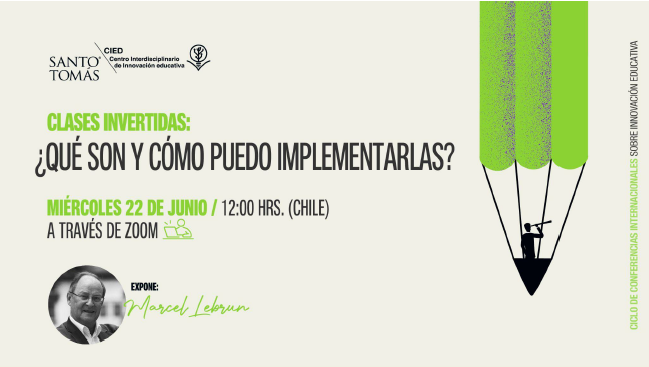 SANTO
TOMÁS
CIED
Centro Interdisciplinario
de Innovación educativa
CLASES INVERTIDAS:
¿QUÉ SON Y CÓMO PUEDO IMPLEMENTARLAS?
MIÉRCOLES 22 DE JUNIO / 12:00 HRS. (CHILE)
A TRAVÉS DE ZOOM
EXPONE:
Marcel Lebrun
CICLO DE CONFERENCIAS INTERNACIONALES SOBRE INNOVACIÓN EDUCATIVA